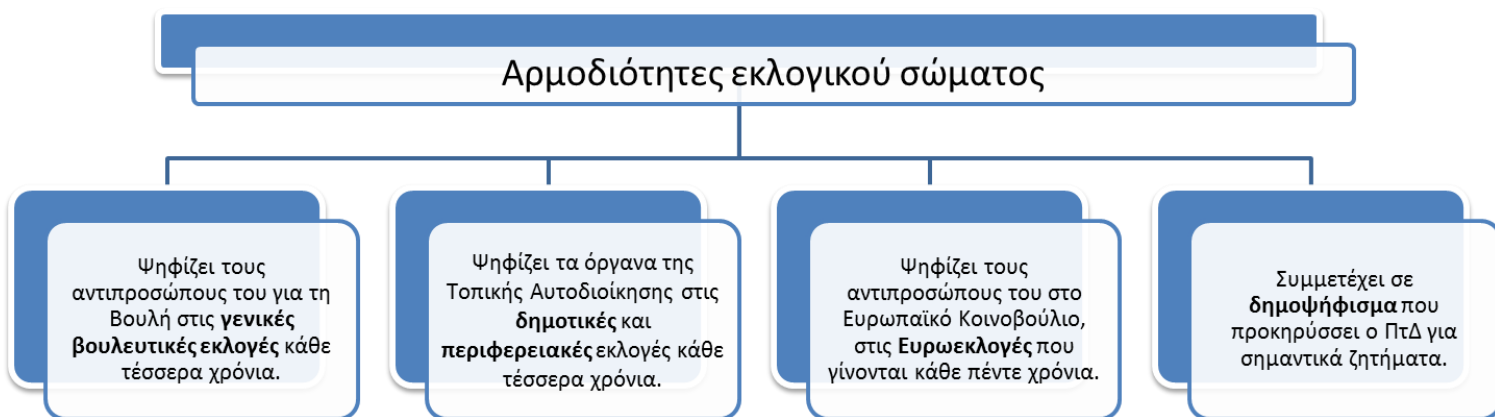 Αρμοδιότητες εκλογικού σώματος
Ψηφίζει τους
αντιπροσώπους του για τη
Βουλή στις γενικές
βουλευτικές εκλογές κάθε
τέσσερα χρόνια.
Ψηφίζει τα όργανα της
Τοπικής Αυτοδιοίκησης στις
δημοτικές και
περιφερειακές εκλογές κάθε
τέσσερα χρόνια.
Ψηφίζει τους
αντιπροσώπους του στο
Ευρωπαϊκό Κοινοβούλιο,
στις Ευρωεκλογές που
γίνονται κάθε πέντε χρόνια.
Συμμετέχει σε
δημοψήφισμα που
προκηρύσσει ο ΠτΔ για
σημαντικά ζητήματα.